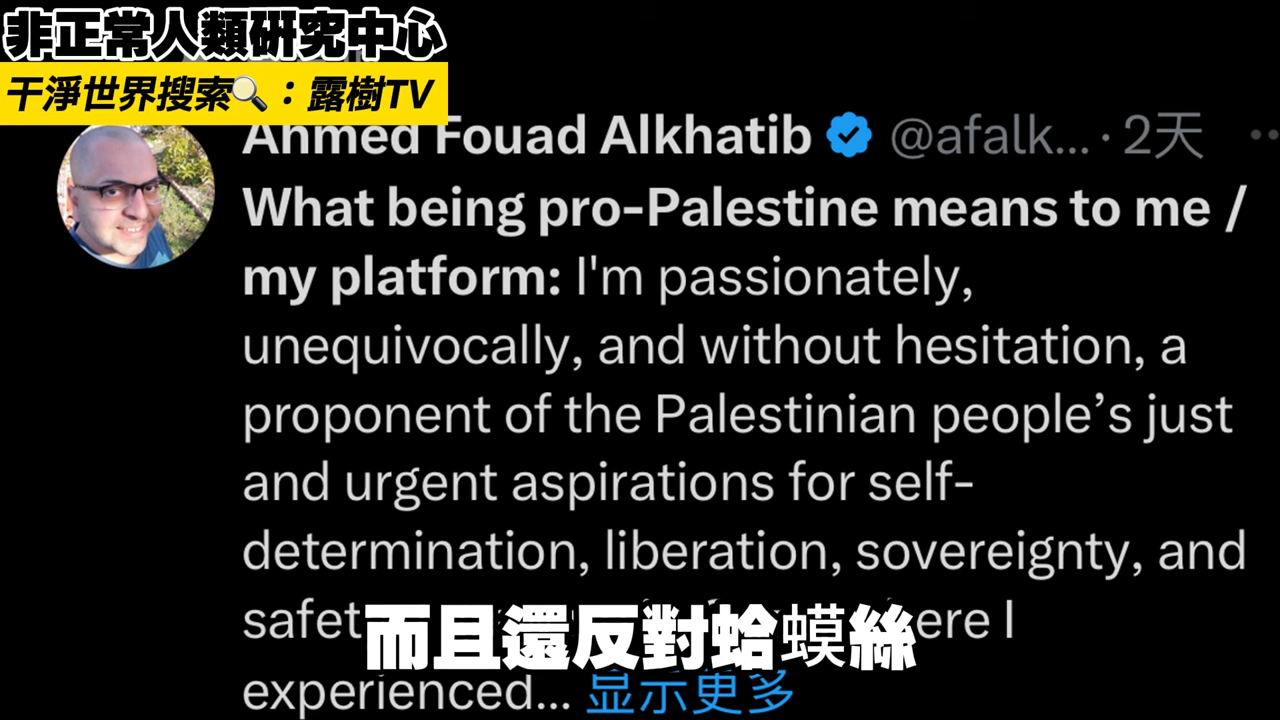 非正常人類研究中心
干淨世界搜索🔍：露樹TV
Ahmed Fouad Alkhatib @afalk... · 2天
What being pro-Palestine means to me /
my platform: I'm passionately,
unequivocally, and without hesitation, a
proponent of the Palestinian people’s just
and urgent aspirations for self-
determination, liberation, sovereignty, and
I
而且還反對蛤蟆絲
experienced... 显示更多